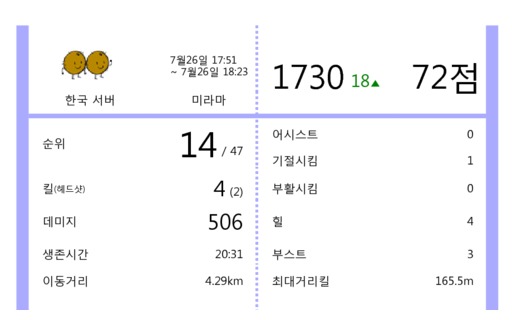 7월26일 17:51
~ 7월26일 18:23
한국 서버 미라마
1730 18▲ 72점
순위 14 / 47
킬(헤드샷) 4 (2)
데미지 506
생존시간 20:31
이동거리 4.29km
어시스트 0
기절시킴 1
부활시킴 0
힐 4
부스트 3
최대거리킬 165.5m